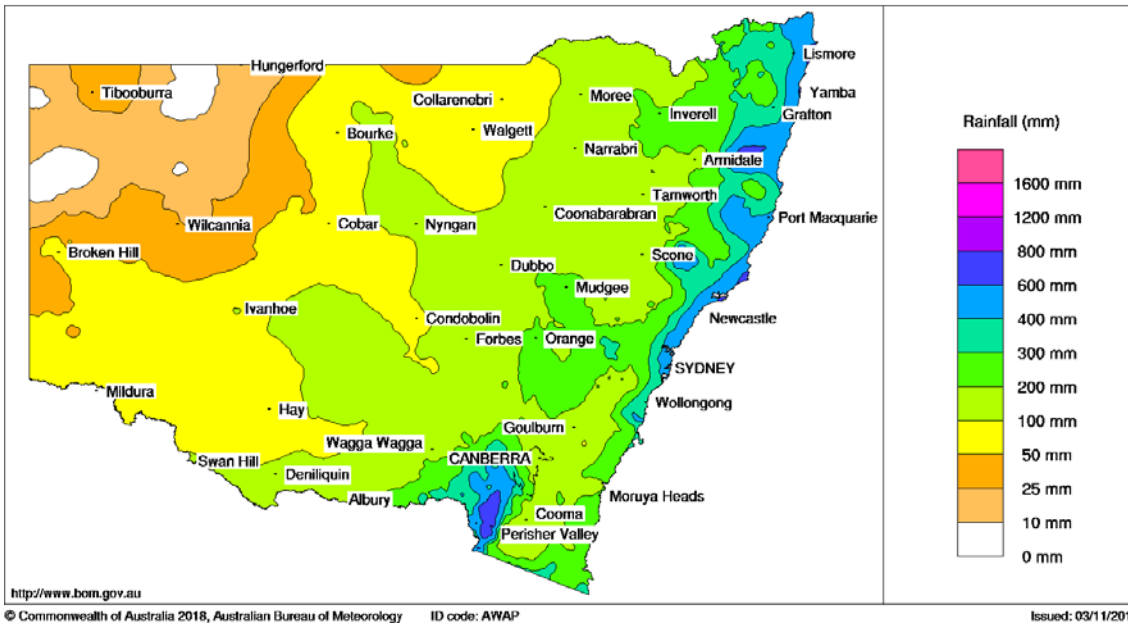 Hungerford
Lismore
Tibooburra
Collarenebri
Moree
Yamba
Inverell
Grafton
Rainfall (mm)
Bourke
Walgett
Narrabri
Armidale
1600 mm
Tamworth
Coonabarabran
1200 mm
Port Macquarie
Wilcannia
Cobar
Nyngan
Broken Hill
Scone
800 mm
Dubbo
Mudgee
600 mm
Ivanhoe
Condobolin
Newcastle
400 mm
Forbes
Orange
300 mm
SYDNEY
200 mm
Mildura
Wollongong
Hay
100 mm
Goulburn
Wagga Wagga
CANBERRA
50 mm
Swan Hill
Deniliquin
25 mm
Albury
Moruya Heads
Cooma
10 mm
Perisher Valley
0 mm
http://www.bom.gov.au
© Commonwealth of Australia 2018, Australian Bureau of Meteorology ID code: AWAP Issued: 03/11/201